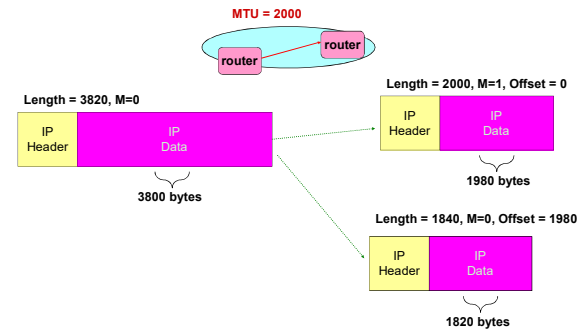 MTU = 2000
router
router
Length = 3820, M=0
IP
Header
IP
Data
3800 bytes
Length = 2000, M=1, Offset = 0
IP
Header
IP
Data
1980 bytes
Length = 1840, M=0, Offset = 1980
IP
Header
IP
Data
1820 bytes